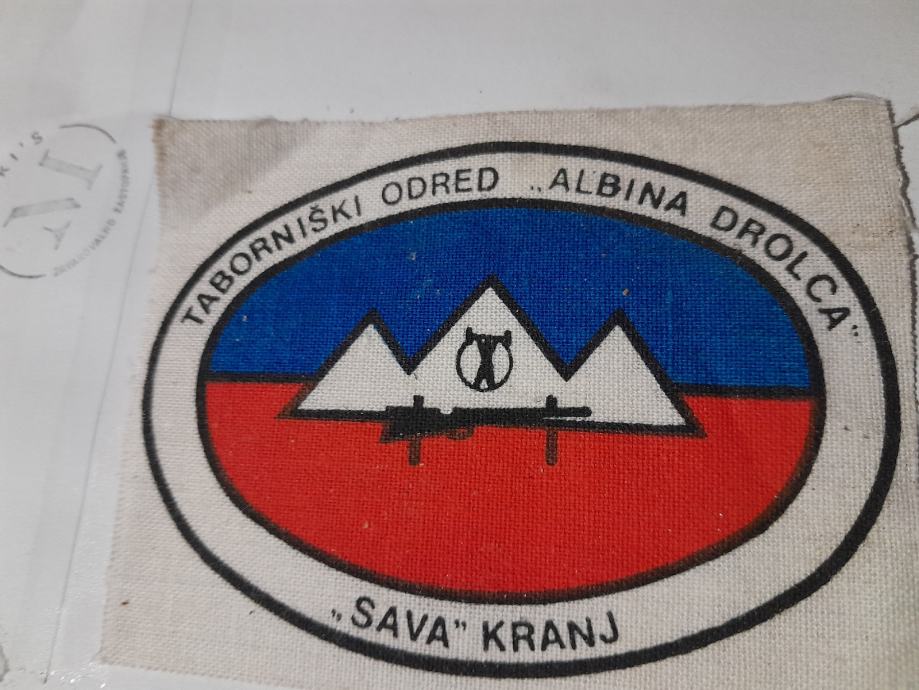 TABORNIŠKI ODRED „ALBINA DROLCA”
„SAVA” KRANJ